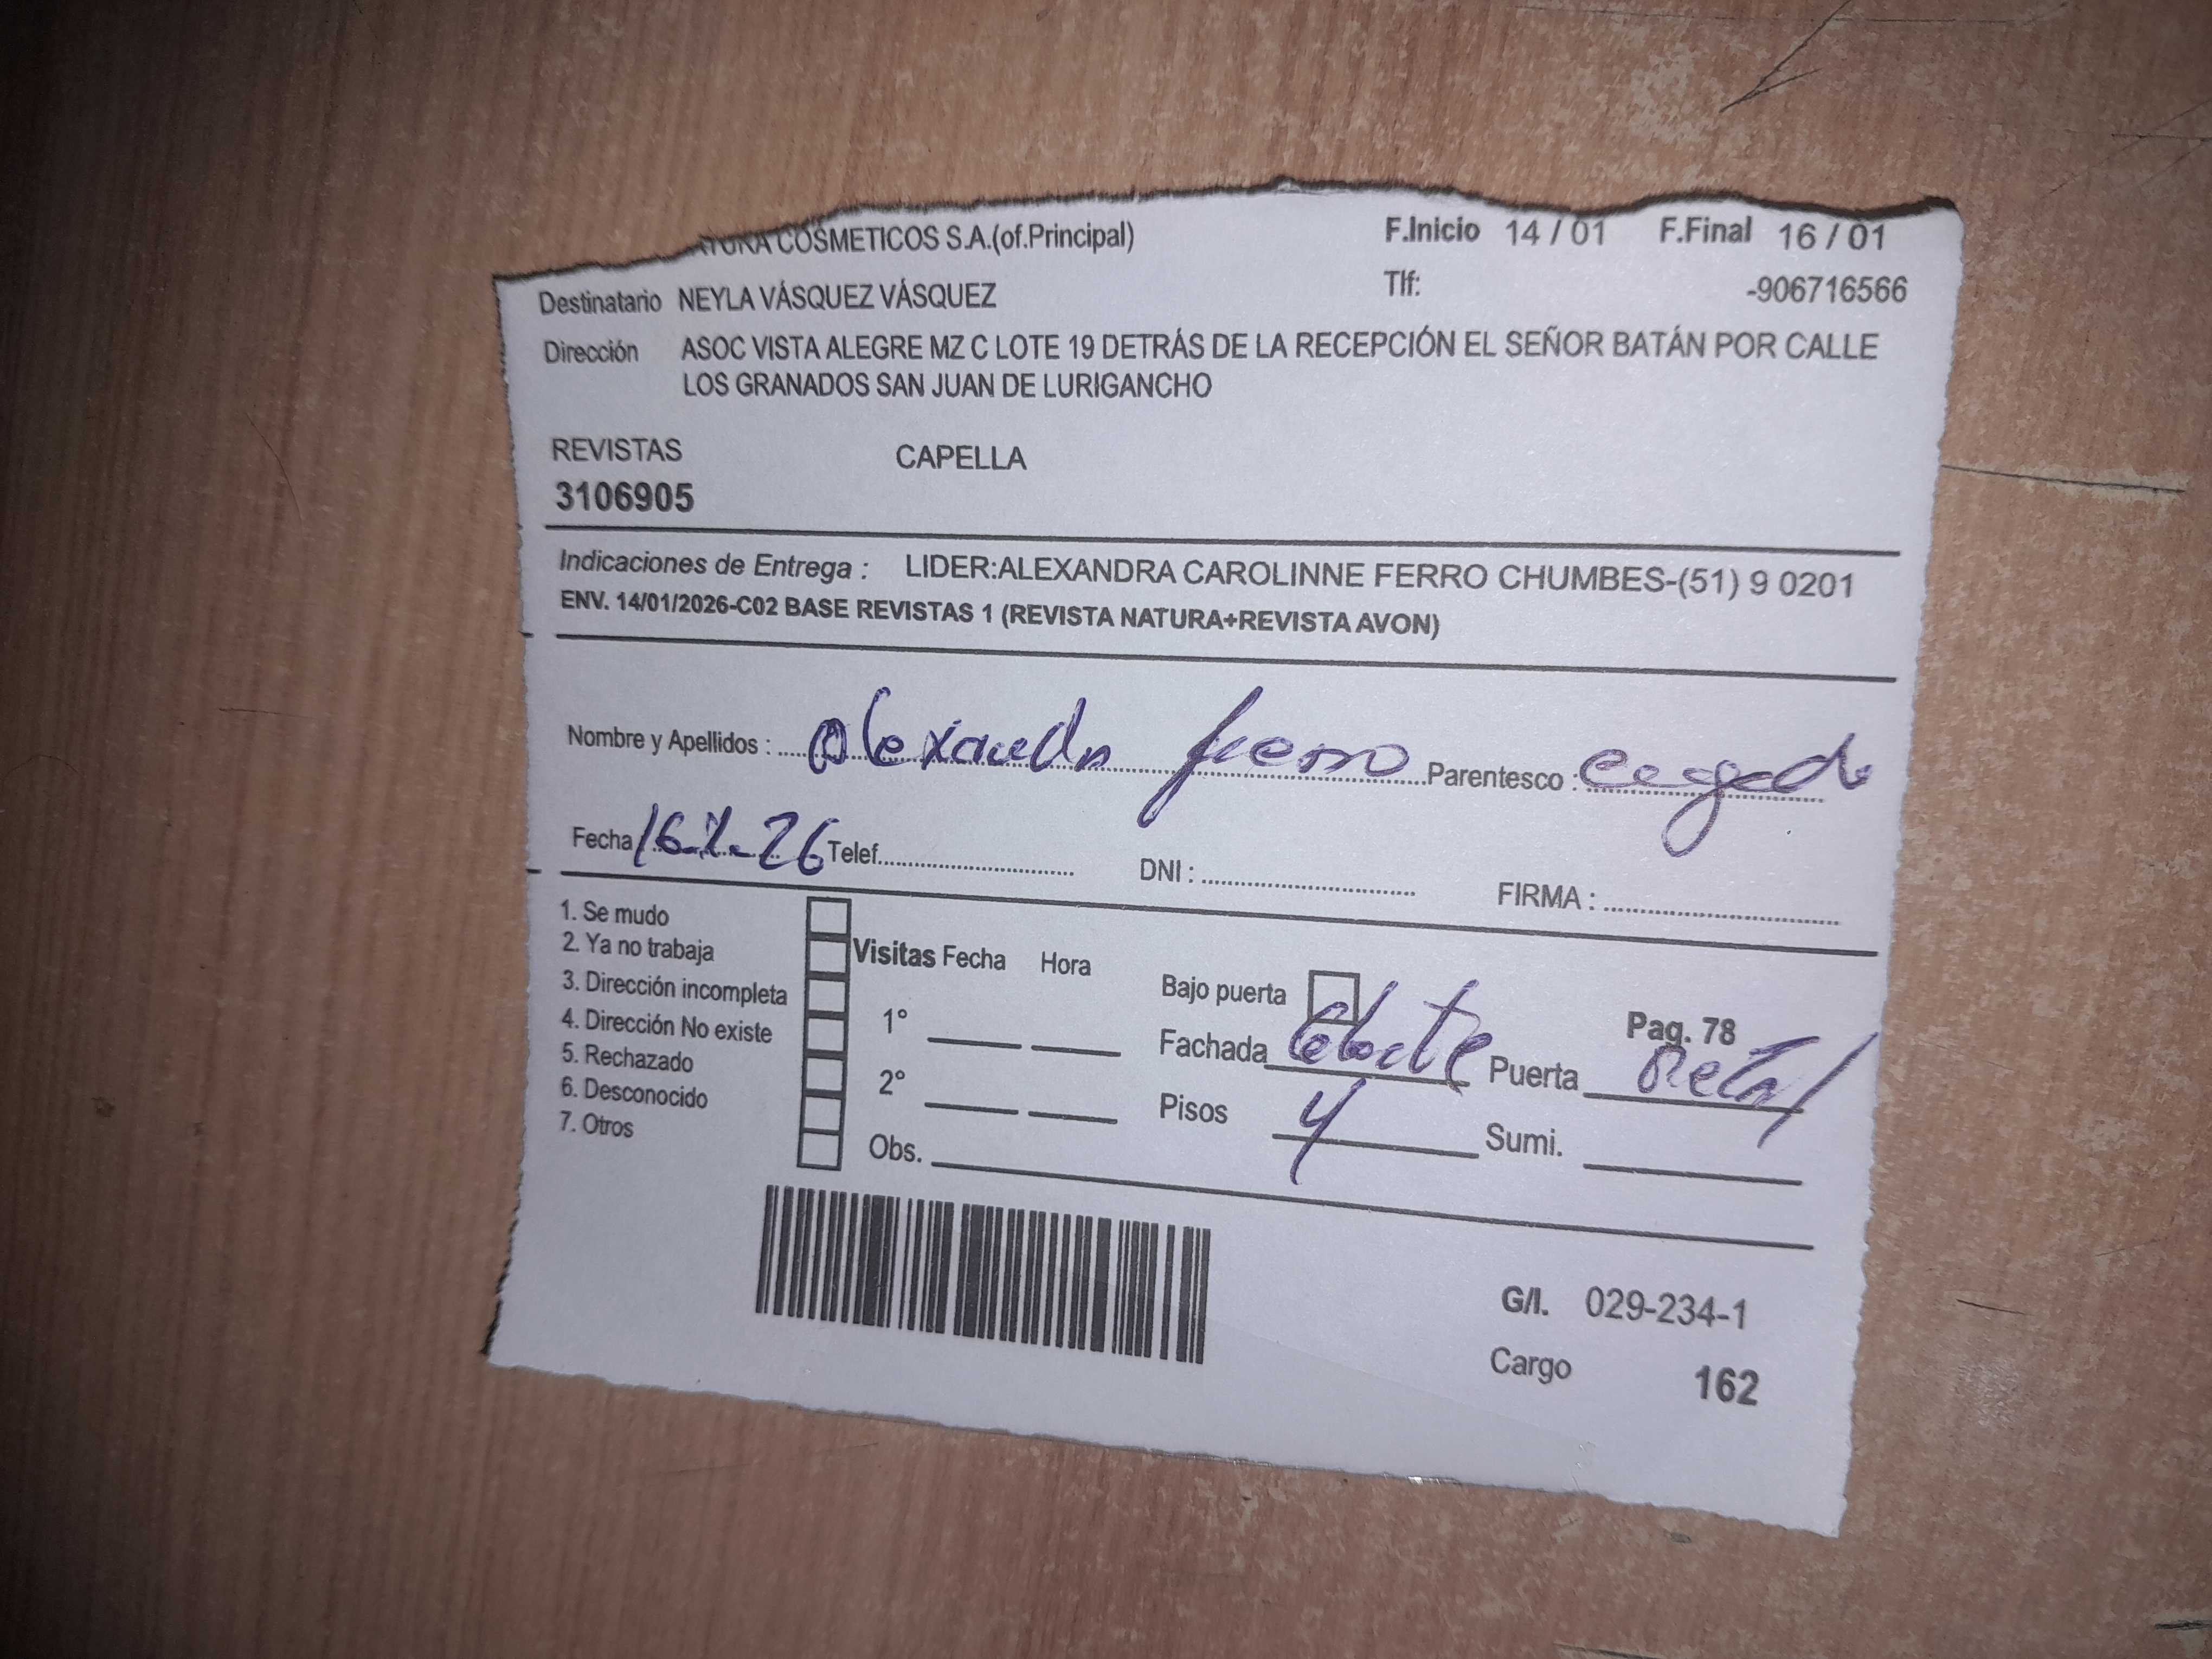 COSMETICOS S.A.(of.Principal) F.Inicio 14 / 01 F.Final 16 / 01
Destinatario NEYLA VÁSQUEZ VÁSQUEZ Tlf: -906716566
Dirección ASOC VISTA ALEGRE MZ C LOTE 19 DETRÁS DE LA RECEPCIÓN EL SEÑOR BATÁN POR CALLE
LOS GRANADOS SAN JUAN DE LURIGANCHO
REVISTAS CAPELLA
3106905
Indicaciones de Entrega : LIDER:ALEXANDRA CAROLINNE FERRO CHUMBES-(51) 9 0201
ENV. 14/01/2026-C02 BASE REVISTAS 1 (REVISTA NATURA+REVISTA AVON)
Nombre y Apellidos : Alexandra ferro Parentesco :
Fecha 16.1.26 Telef. DNI : FIRMA :
1. Se mudo
2. Ya no trabaja
3. Dirección incompleta
4. Dirección No existe
5. Rechazado
6. Desconocido
7. Otros
Visitas Fecha Hora
1°
2°
Obs.
Bajo puerta Pag. 78
Fachada Celeste Puerta Metal
Pisos 4 Sumi.
G/I. 029-234-1
Cargo 162